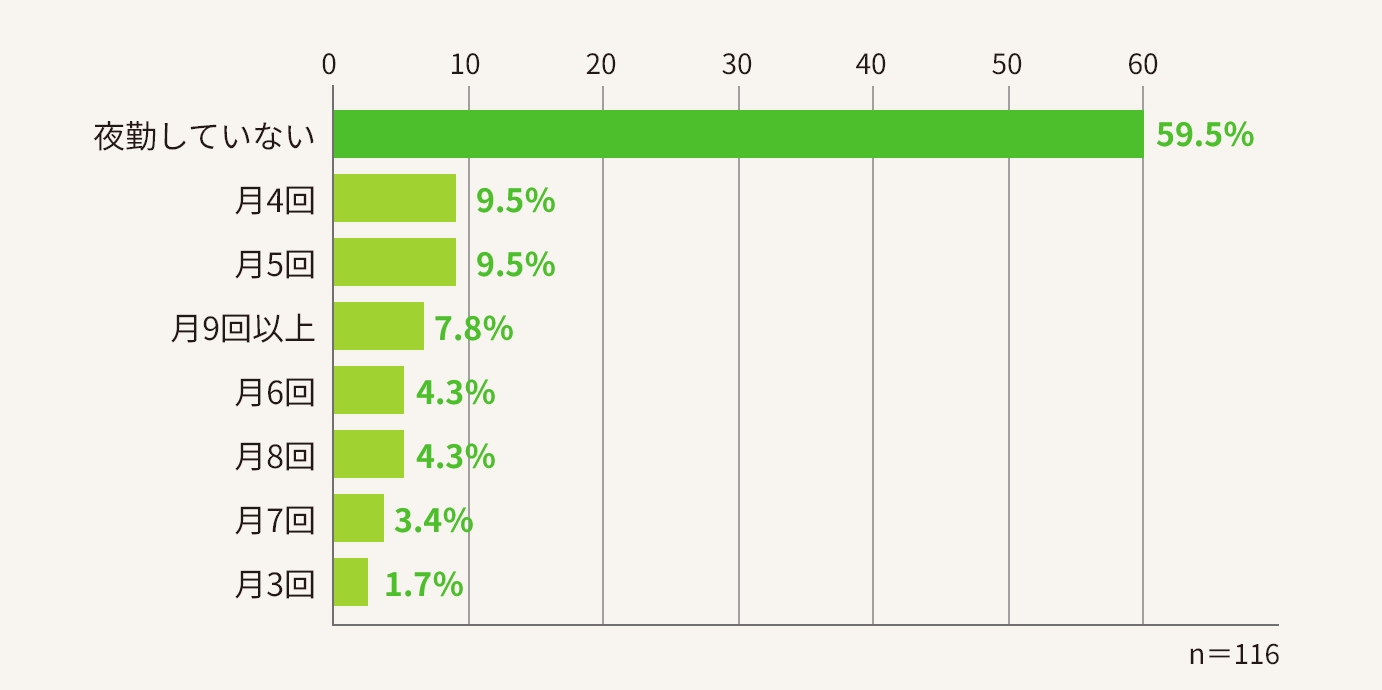 0 10 20 30 40 50 60
夜勤していない 59.5%
月4回 9.5%
月5回 9.5%
月9回以上 7.8%
月6回 4.3%
月8回 4.3%
月7回 3.4%
月3回 1.7%
n＝116